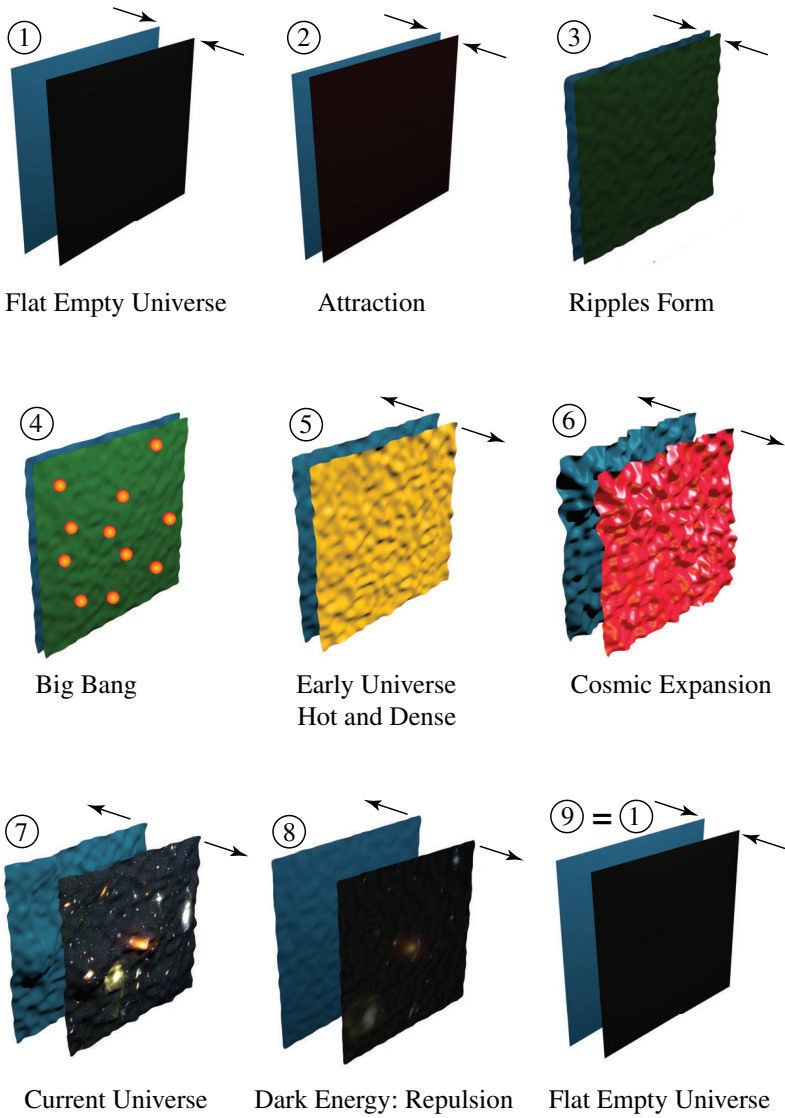 ① ② ③
Flat Empty Universe Attraction Ripples Form
④ ⑤ ⑥
Big Bang Early Universe Cosmic Expansion
Hot and Dense
⑦ ⑧ ⑨ = ①
Current Universe Dark Energy: Repulsion Flat Empty Universe